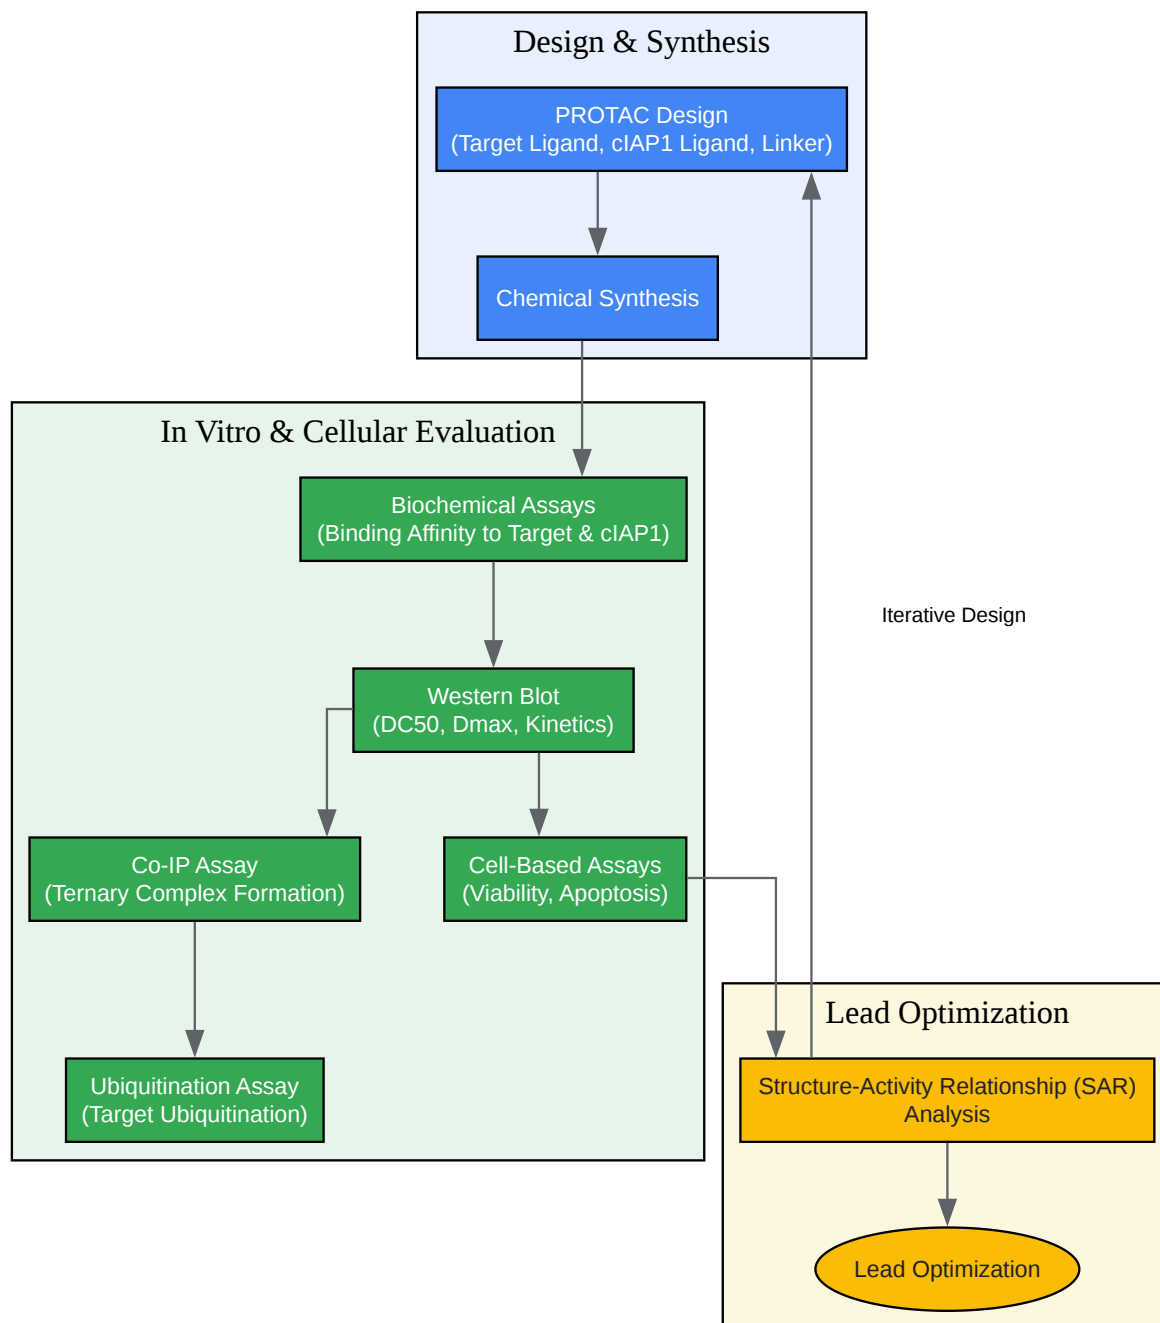 Design & Synthesis
PROTAC Design
(Target Ligand, cIAP1 Ligand, Linker)
Chemical Synthesis
In Vitro & Cellular Evaluation
Biochemical Assays
(Binding Affinity to Target & cIAP1)
Iterative Design
Western Blot
(DC50, Dmax, Kinetics)
Co-IP Assay
(Ternary Complex Formation)
Cell-Based Assays
(Viability, Apoptosis)
Lead Optimization
Ubiquitination Assay
(Target Ubiquitination)
Structure-Activity Relationship (SAR)
Analysis
Lead Optimization